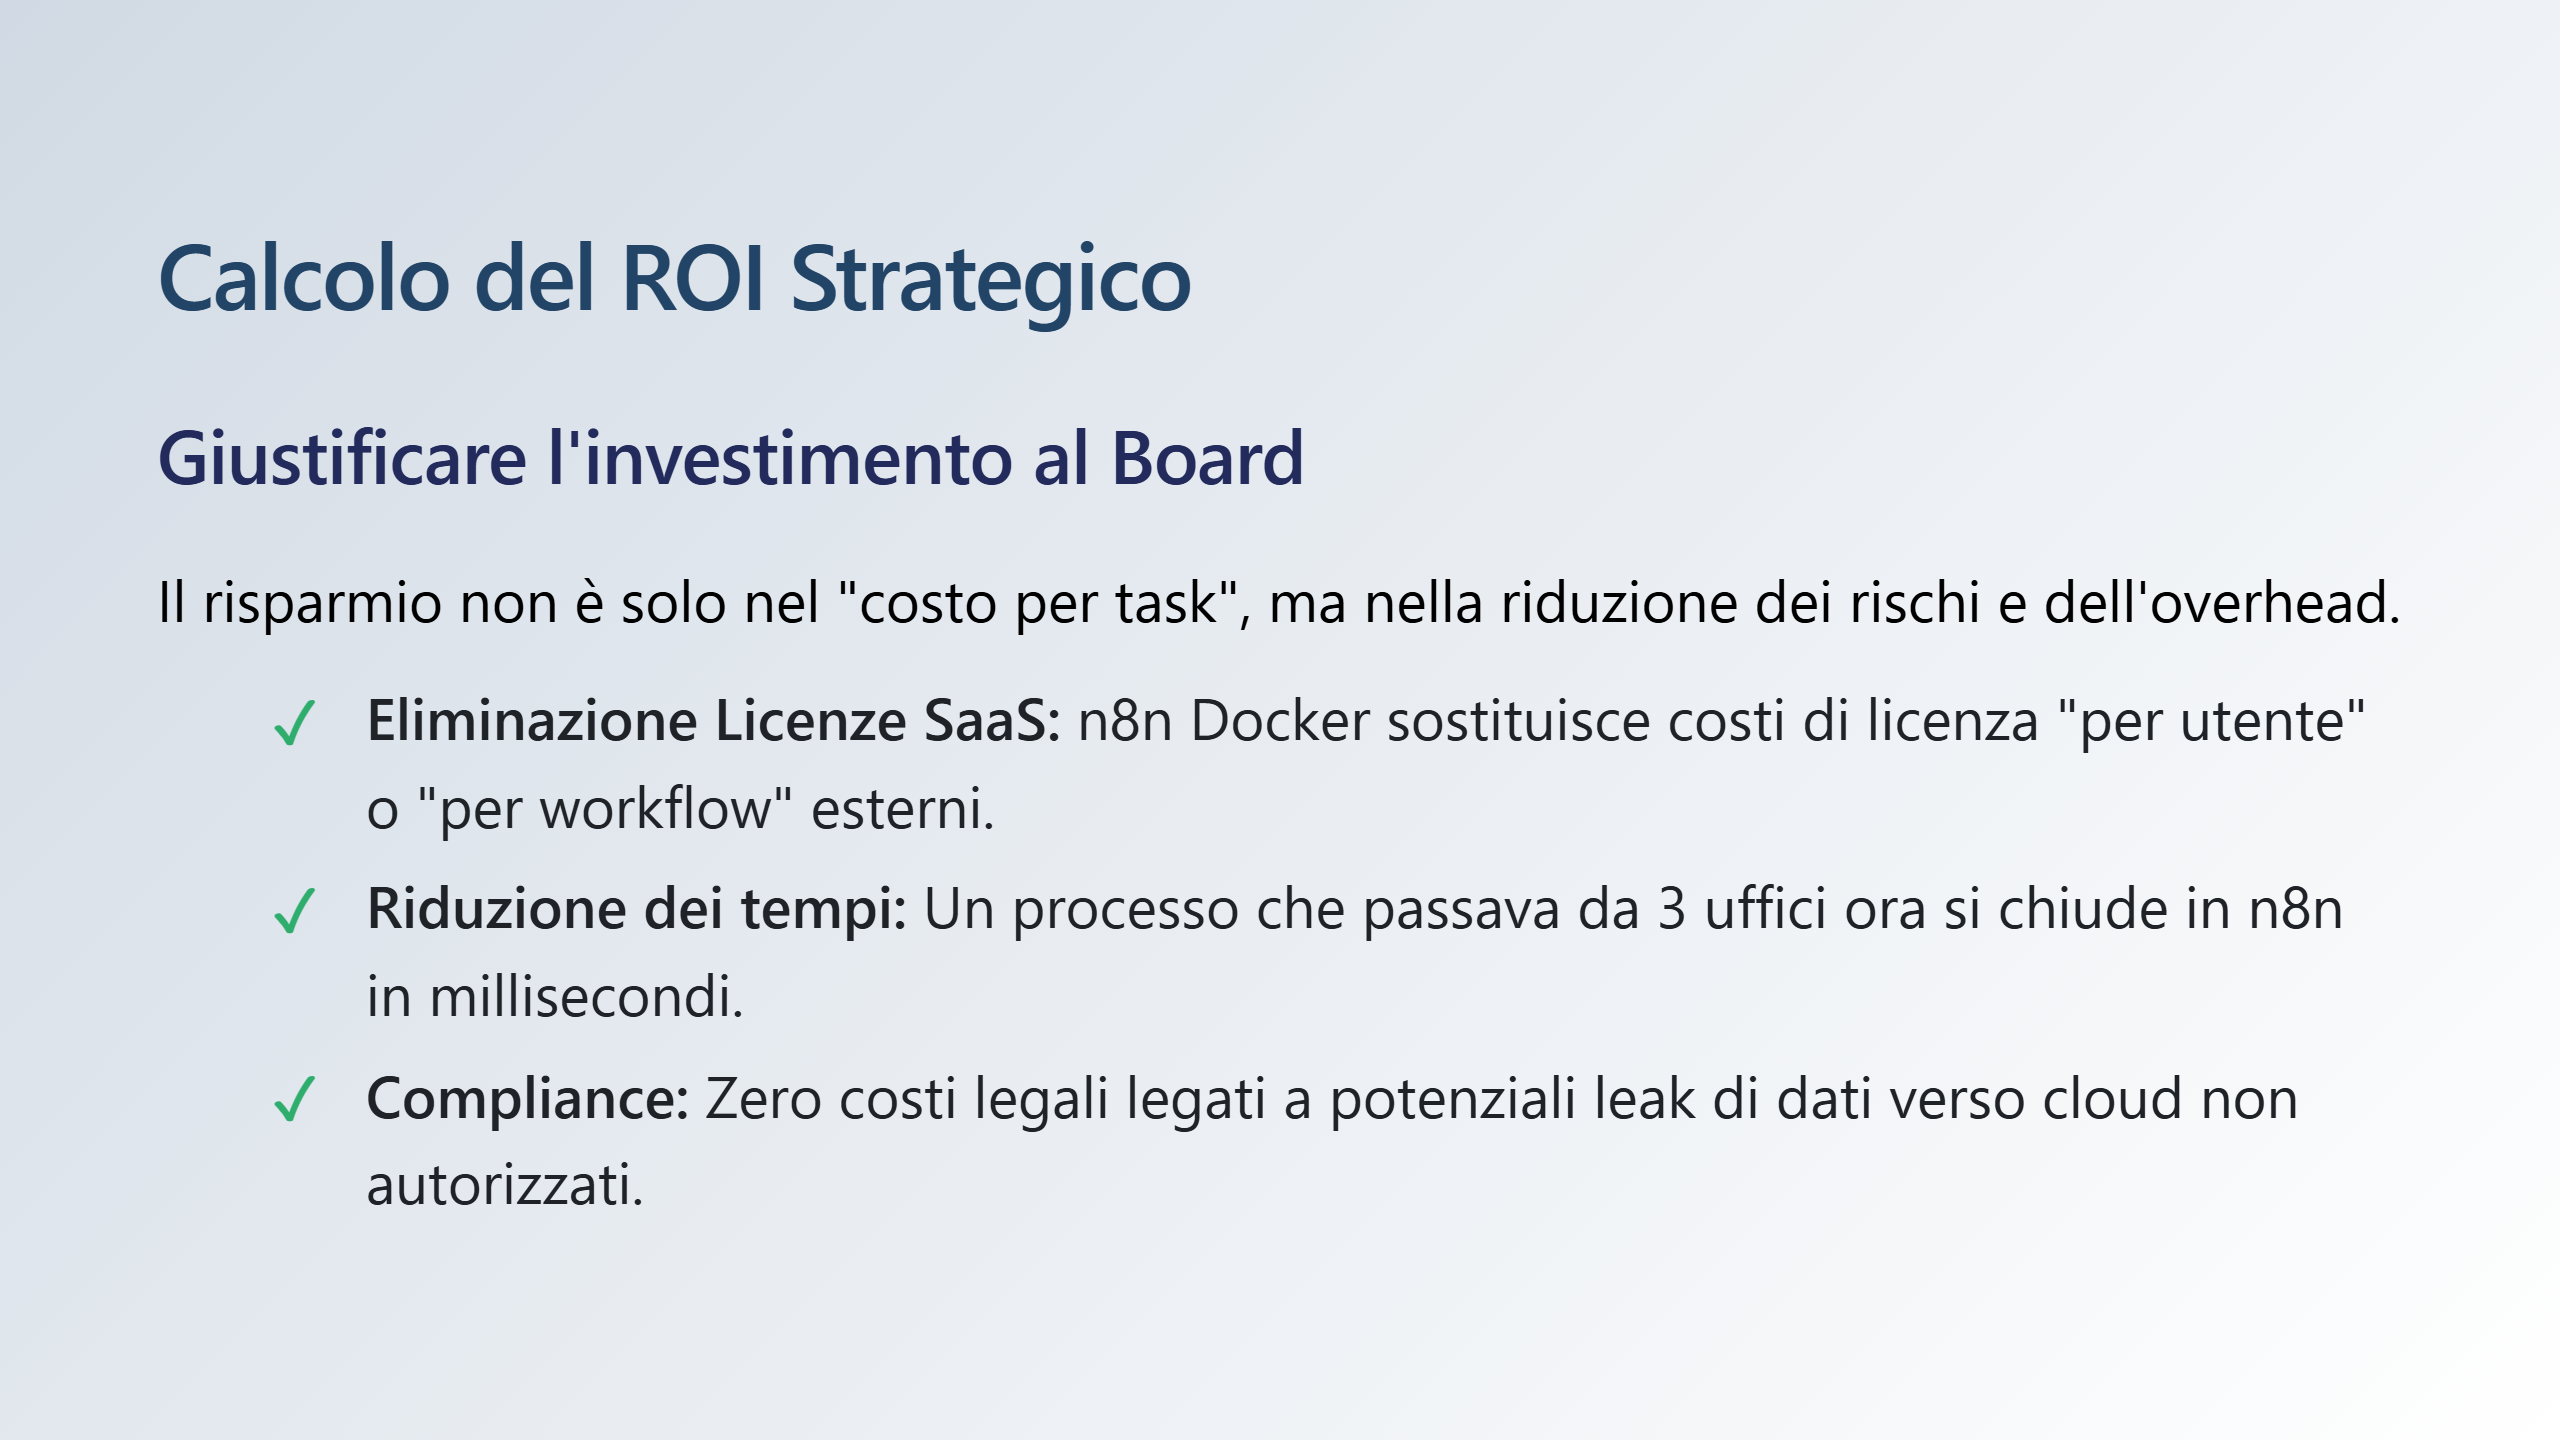 Calcolo del ROI Strategico
Giustificare l'investimento al Board
Il risparmio non è solo nel "costo per task", ma nella riduzione dei rischi e dell'overhead.
✓ Eliminazione Licenze SaaS: n8n Docker sostituisce costi di licenza "per utente"
o "per workflow" esterni.
✓ Riduzione dei tempi: Un processo che passava da 3 uffici ora si chiude in n8n
in millisecondi.
✓ Compliance: Zero costi legali legati a potenziali leak di dati verso cloud non
autorizzati.